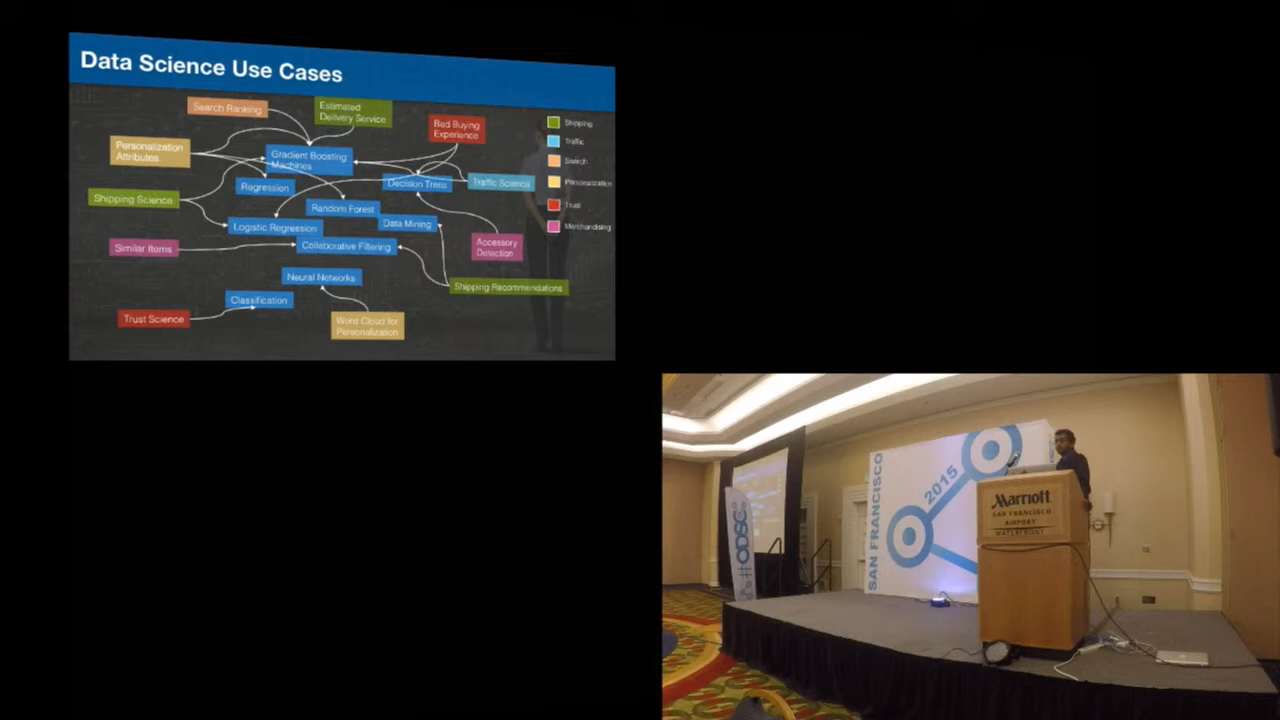 Data Science Use Cases
Search Ranking
Estimated
Delivery Service
Bad Buying
Experience
Shipping
Traffic
Search
Personalization
Trust
Merchandising
Personalization
Attributes
Gradient Boosting
Machines
Regression
Decision Trees
Traffic Science
Shipping Science
Random Forest
Logistic Regression
Data Mining
Similar Items
Collaborative Filtering
Accessory
Detection
Neural Networks
Shipping Recommendations
Classification
Trust Science
Word Cloud for
Personalization
SAN FRANCISCO
2015
ODSC
Marriott
SAN FRANCISCO
AIRPORT
WATERFRONT